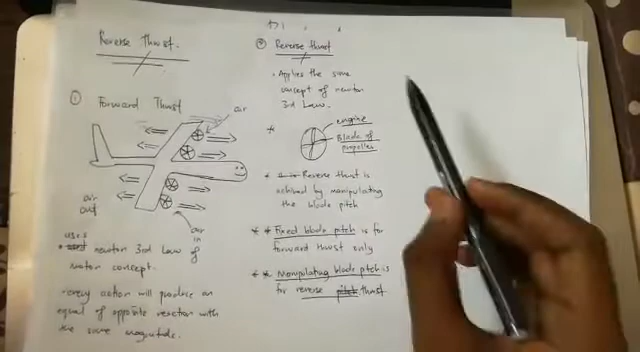 Reverse Thrust.
① Forward Thrust
air
air
out
air
in
uses
newton 3rd Law of
motion concept.
- every action will produce an
equal of opposite reaction with
the same magnitude.
② Reverse thrust
• Applies the same
concept of newton
3rd Law.
* engine
Blade of
propeller
* Reverse thrust is
achieved by manipulating
the blade pitch
* * Fixed blade pitch is for
forward thrust only
* * Manipulating blade pitch is
for reverse pitch thrust